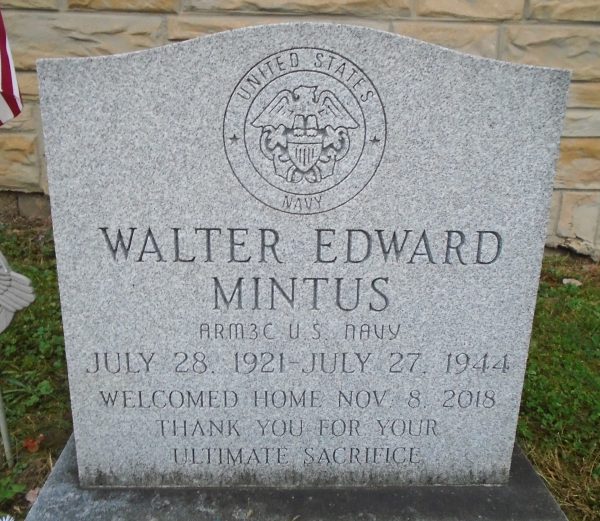 UNITED STATES
NAVY
WALTER EDWARD
MINTUS
ARM3C U.S. NAVY
JULY 28, 1921-JULY 27, 1944
WELCOMED HOME NOV. 8, 2018
THANK YOU FOR YOUR
ULTIMATE SACRIFICE